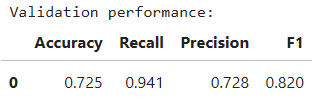 Validation performance:
Accuracy Recall Precision F1
0 0.725 0.941 0.728 0.820